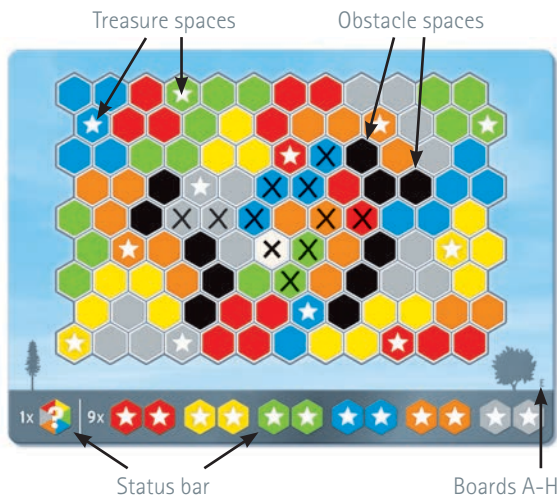 Treasure spaces
Obstacle spaces
E
1x ? 9x
Status bar
Boards A-H